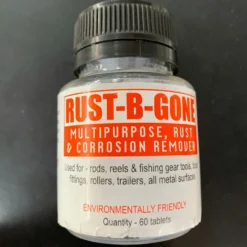 RUST-B-GONE
MULTIPURPOSE, RUST
& CORROSION REMOVER
Used for - rods, reels & fishing gear tools,
fittings, rollers, trailers, all metal surfaces
ENVIRONMENTALLY FRIENDLY
Quantity - 60 tablets